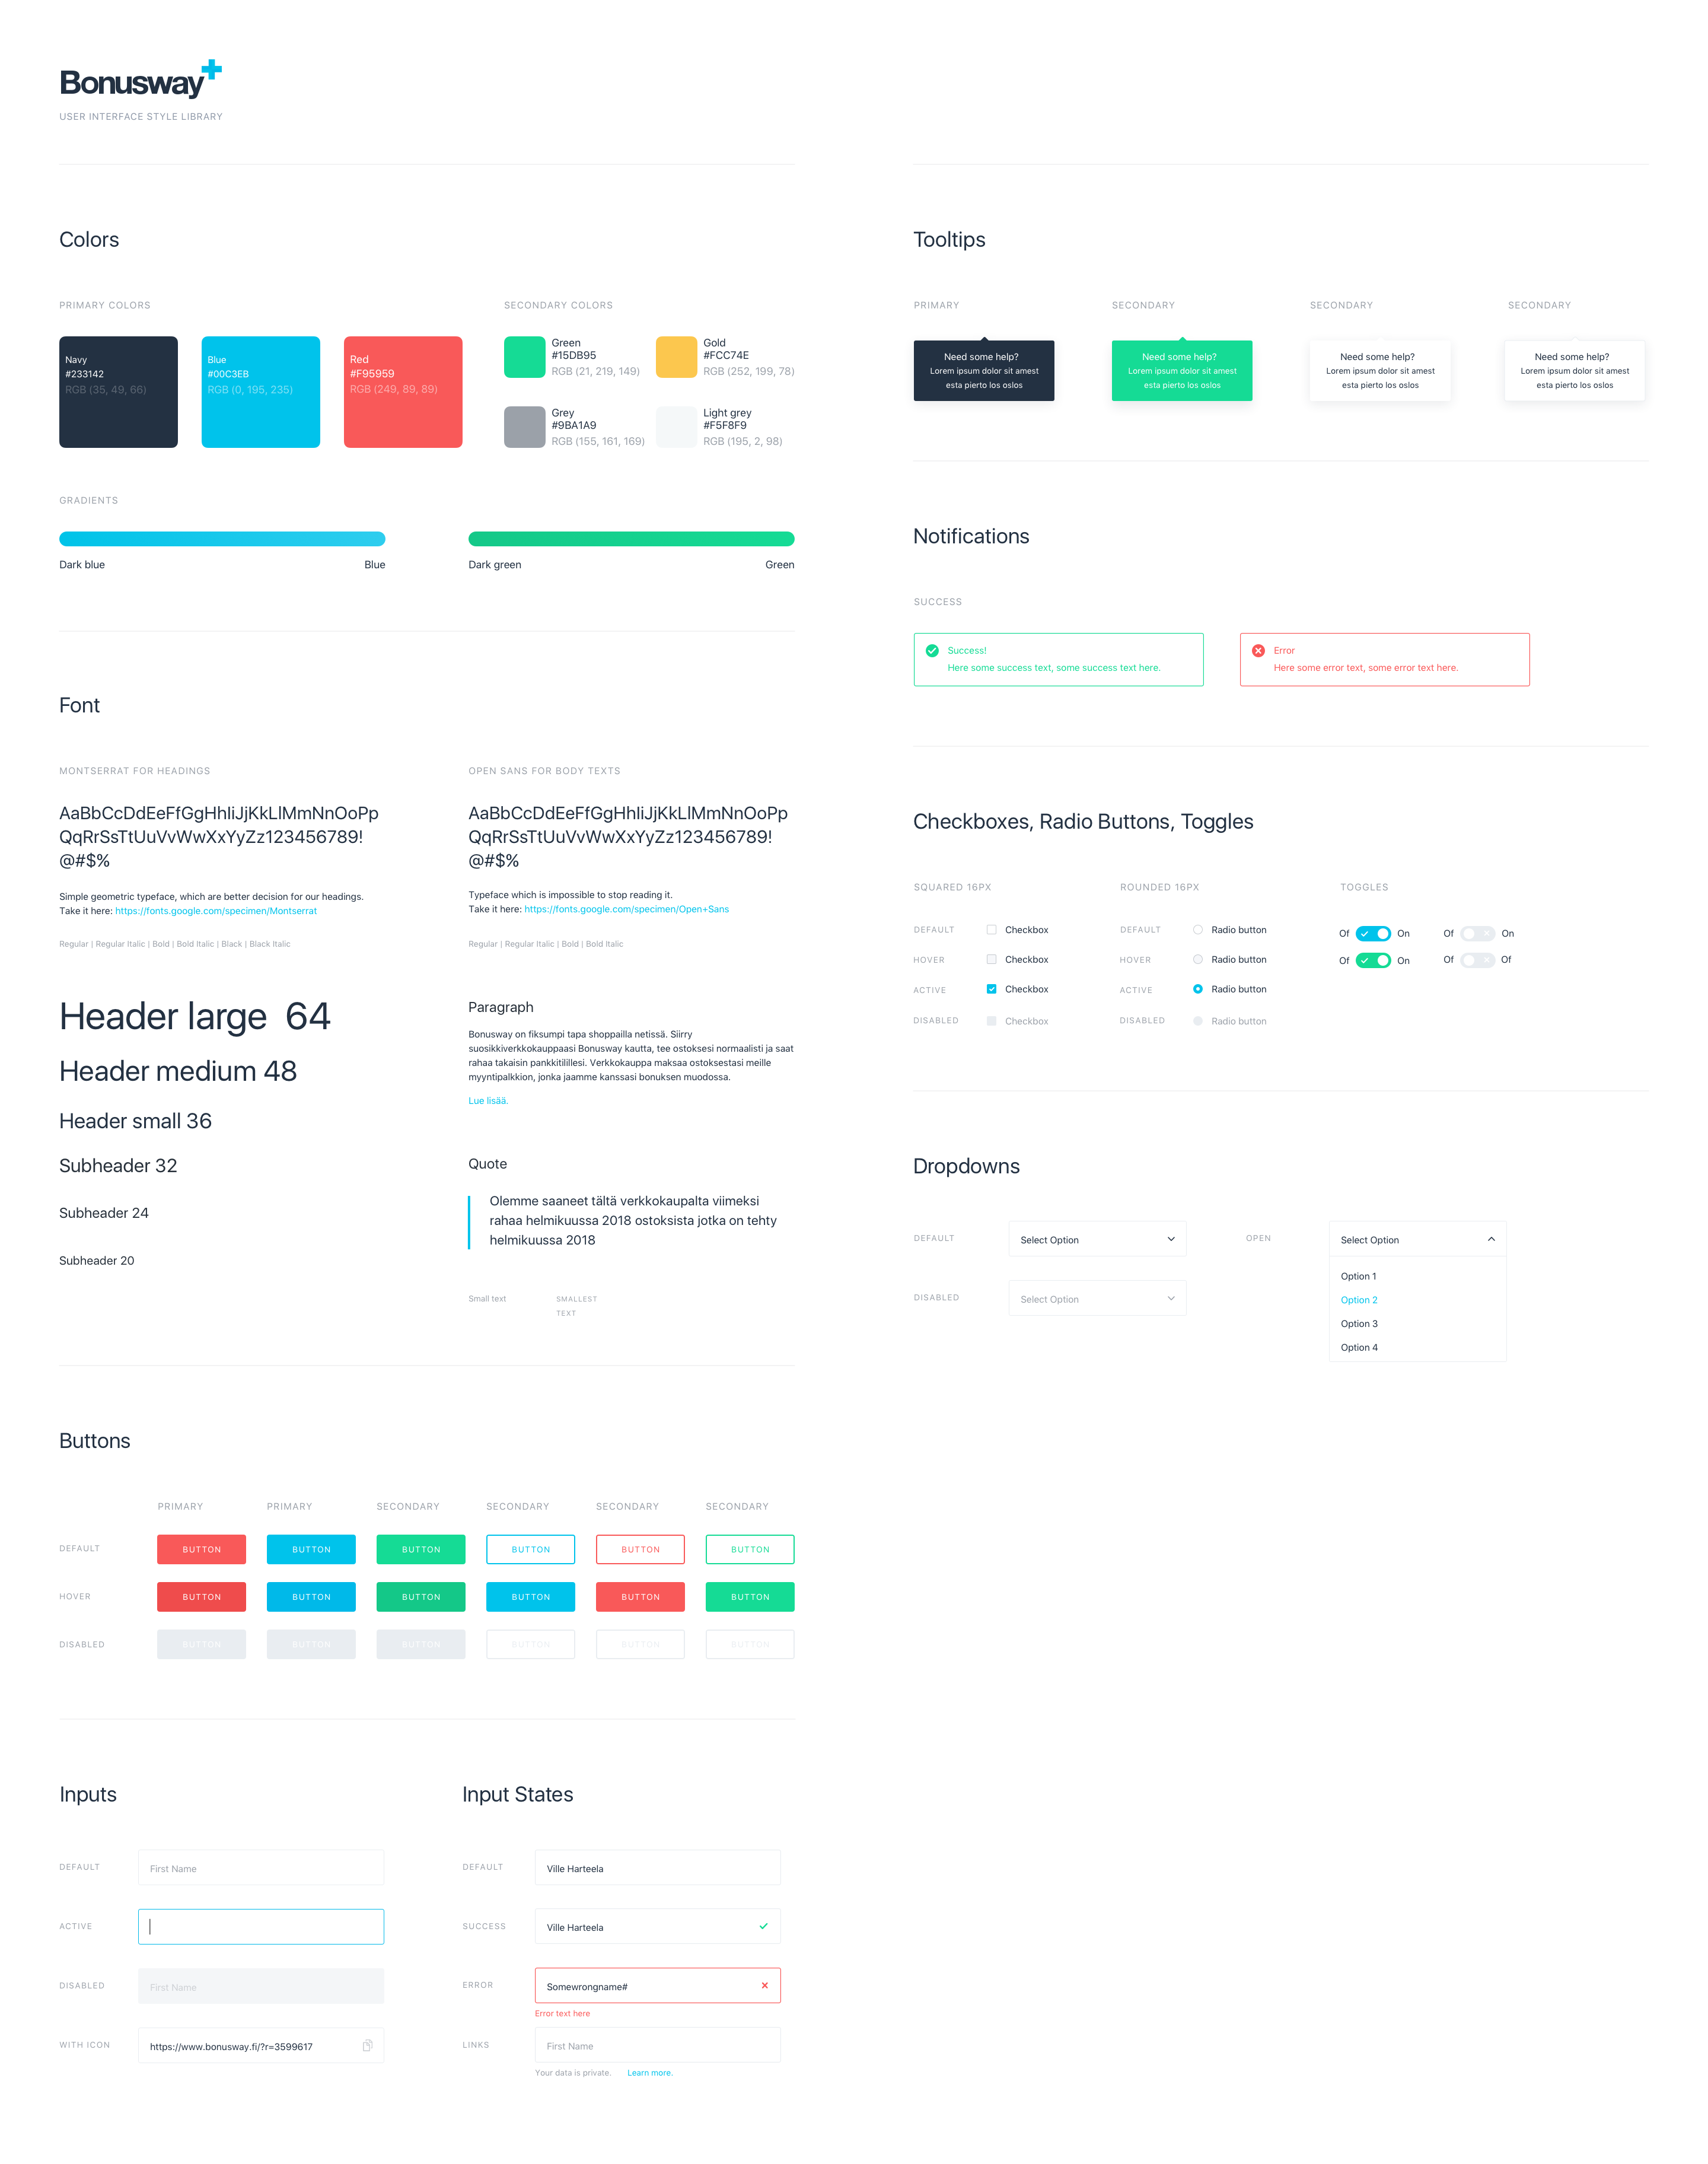 Bonusway
USER INTERFACE STYLE LIBRARY
Colors
PRIMARY COLORS
Navy
#233142
RGB (35, 49, 66)
Blue
#00C3EB
RGB (0, 195, 235)
Red
#F95959
RGB (249, 89, 89)
SECONDARY COLORS
Green
#15DB95
RGB (21, 219, 149)
Gold
#FCC74E
RGB (252, 199, 78)
Grey
#9BA1A9
RGB (155, 161, 169)
Light grey
#F5F8F9
RGB (195, 2, 98)
GRADIENTS
Dark blue
Blue
Dark green
Green
Font
MONTSERRAT FOR HEADINGS
AaBbCcDdEeFfGgHhIiJjKkLlMmNnOoPp
QqRrSsTtUuVvWwXxYyZz123456789!
@#$%
Simple geometric typeface, which are better decision for our headings.
Take it here: https://fonts.google.com/specimen/Montserrat
Regular | Regular Italic | Bold | Bold Italic | Black | Black Italic
OPEN SANS FOR BODY TEXTS
AaBbCcDdEeFfGgHhIiJjKkLlMmNnOoPp
QqRrSsTtUuVvWwXxYyZz123456789!
@#$%
Typeface which is impossible to stop reading it.
Take it here: https://fonts.google.com/specimen/Open+Sans
Regular | Regular Italic | Bold | Bold Italic
Header large 64
Header medium 48
Header small 36
Subheader 32
Subheader 24
Subheader 20
Paragraph
Bonusway on fiksumpi tapa shoppailla netissä. Siirry
suosikkiverkkokauppaasi Bonusway kautta, tee ostoksesi normaalisti ja saat
rahaa takaisin pankkitilillesi. Verkkokauppa maksaa ostoksestasi meille
myyntipalkkion, jonka jaamme kanssasi bonuksen muodossa.
Lue lisää.
Quote
Olemme saaneet tältä verkkokaupalta viimeksi
rahaa helmikuussa 2018 ostoksista jotka on tehty
helmikuussa 2018
Small text
SMALLEST
TEXT
Buttons
PRIMARY PRIMARY SECONDARY SECONDARY SECONDARY SECONDARY
DEFAULT BUTTON BUTTON BUTTON BUTTON BUTTON BUTTON
HOVER BUTTON BUTTON BUTTON BUTTON BUTTON BUTTON
DISABLED BUTTON BUTTON BUTTON BUTTON BUTTON BUTTON
Inputs
DEFAULT First Name
ACTIVE
DISABLED First Name
WITH ICON https://www.bonusway.fi/?r=3599617
Input States
DEFAULT Ville Harteela
SUCCESS Ville Harteela
ERROR Somewrongname#
Error text here
LINKS First Name
Your data is private. Learn more.
Tooltips
PRIMARY
Need some help?
Lorem ipsum dolor sit amest
esta pierto los oslos
SECONDARY
Need some help?
Lorem ipsum dolor sit amest
esta pierto los oslos
SECONDARY
Need some help?
Lorem ipsum dolor sit amest
esta pierto los oslos
SECONDARY
Need some help?
Lorem ipsum dolor sit amest
esta pierto los oslos
Notifications
SUCCESS
Success!
Here some success text, some success text here.
Error
Here some error text, some error text here.
Checkboxes, Radio Buttons, Toggles
SQUARED 16PX
DEFAULT Checkbox
HOVER Checkbox
ACTIVE Checkbox
DISABLED Checkbox
ROUNDED 16PX
DEFAULT Radio button
HOVER Radio button
ACTIVE Radio button
DISABLED Radio button
TOGGLES
Of On Of On
Of On Of Of
Dropdowns
DEFAULT Select Option
DISABLED Select Option
OPEN Select Option
Option 1
Option 2
Option 3
Option 4